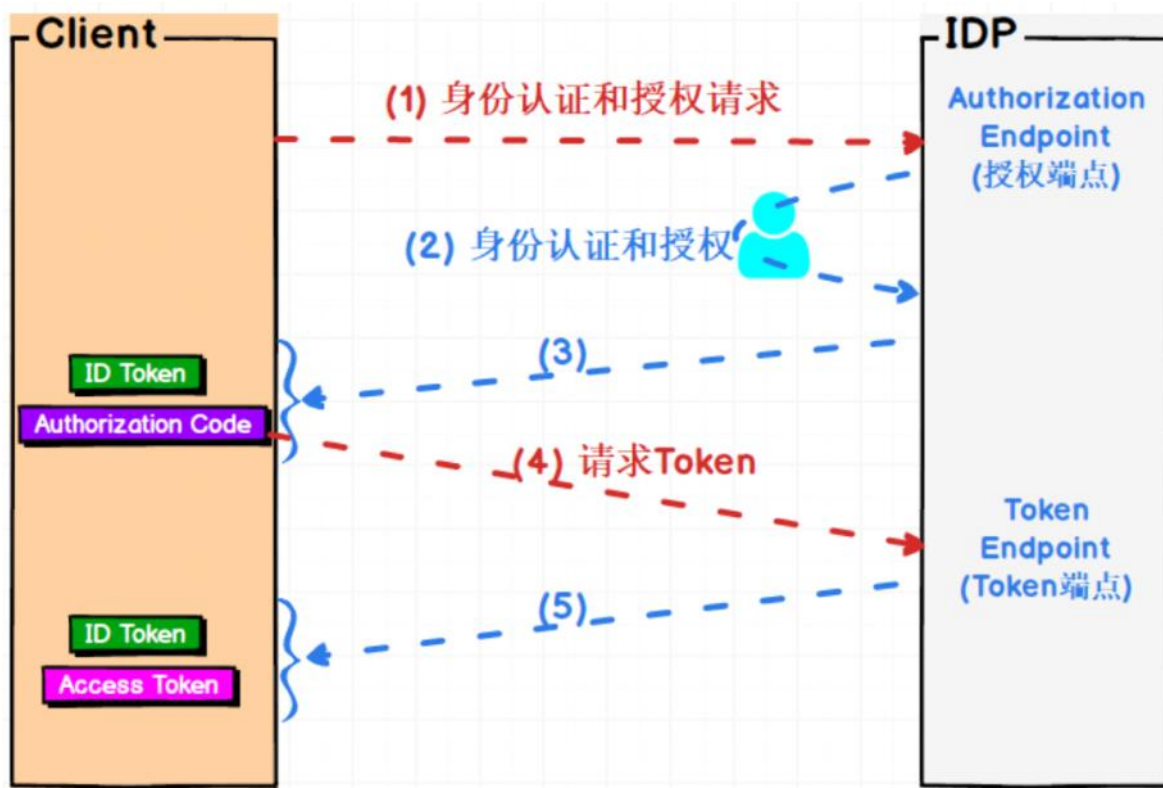 Client
IDP
(1) 身份认证和授权请求
Authorization
Endpoint
(授权端点)
(2) 身份认证和授权
(3)
ID Token
Authorization Code
(4) 请求Token
Token
Endpoint
(Token端点)
(5)
ID Token
Access Token